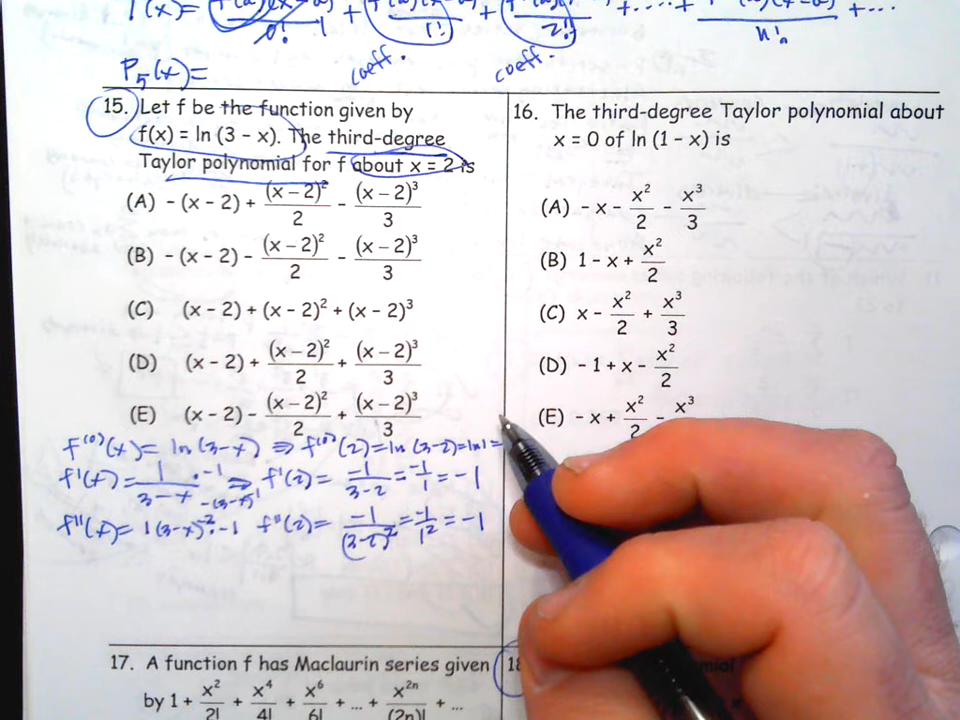 0! + 1! + 2! + ....+ n! +...
coeff. coeff.
P₅(x)=
15. Let f be the function given by
f(x) = ln (3 – x). The third-degree
Taylor polynomial for f about x = 2 is
(A) - (x – 2) + (x – 2)²/2 - (x – 2)³/3
(B) - (x – 2) - (x – 2)²/2 - (x – 2)³/3
(C) (x – 2) + (x – 2)² + (x – 2)³
(D) (x – 2) + (x – 2)²/2 + (x – 2)³/3
(E) (x – 2) - (x – 2)²/2 + (x – 2)³/3
f⁽⁰⁾(x) = ln (3-x) ⇒ f⁽⁰⁾(2) = ln (3-2) = ln 1 =
f'(x) = 1/(3-x) · -1 ⇒ f'(2) = -1/(3-2) = -1/1 = -1
-(3-x)⁻¹
f''(x) = 1(3-x)⁻²·-1 f''(2) = -1/(3-2)² = -1/1² = -1
16. The third-degree Taylor polynomial about
x = 0 of ln (1 – x) is
(A) - x - x²/2 - x³/3
(B) 1 – x + x²/2
(C) x - x²/2 + x³/3
(D) - 1 + x - x²/2
(E) - x + x²/2 - x³
17. A function f has Maclaurin series given
by 1 + x²/2! + x⁴/4! + x⁶/6! + ... + x²ⁿ/(2n)! + ...